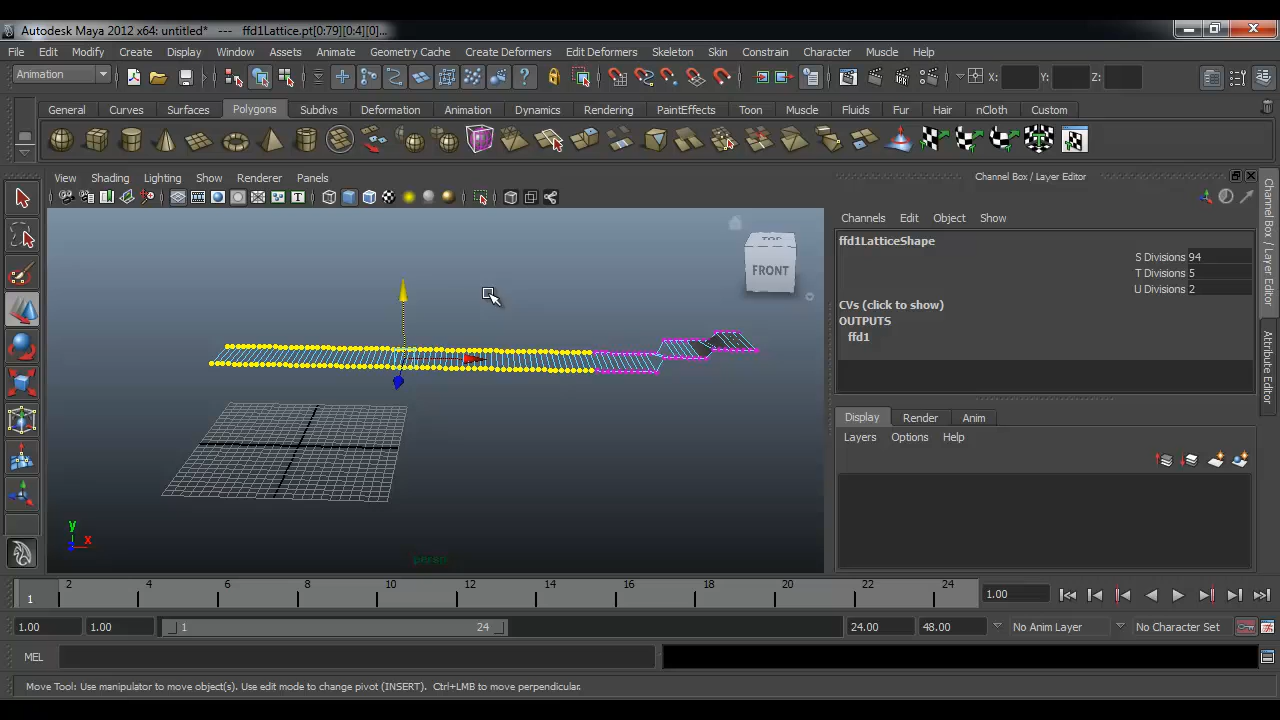 Autodesk Maya 2012 x64: untitled* --- ffd1Lattice.pt[0:79][0:4][0]...
File Edit Modify Create Display Window Assets Animate Geometry Cache Create Deformers Edit Deformers Skeleton Skin Constrain Character Muscle Help
Animation X: Y: Z:
General Curves Surfaces Polygons Subdivs Deformation Animation Dynamics Rendering PaintEffects Toon Muscle Fluids Fur Hair nCloth Custom
View Shading Lighting Show Renderer Panels
Channel Box / Layer Editor
Channels Edit Object Show
ffd1LatticeShape
S Divisions 94
T Divisions 5
U Divisions 2
CVs (click to show)
OUTPUTS
ffd1
TOP
FRONT
Display Render Anim
Layers Options Help
Channel Box / Layer Editor
Attribute Editor
y
x
persp
2 4 6 8 10 12 14 16 18 20 22 24
1 1.00
1.00 1.00 1 24 24.00 48.00 No Anim Layer No Character Set
MEL
Move Tool: Use manipulator to move object(s). Use edit mode to change pivot (INSERT). Ctrl+LMB to move perpendicular.